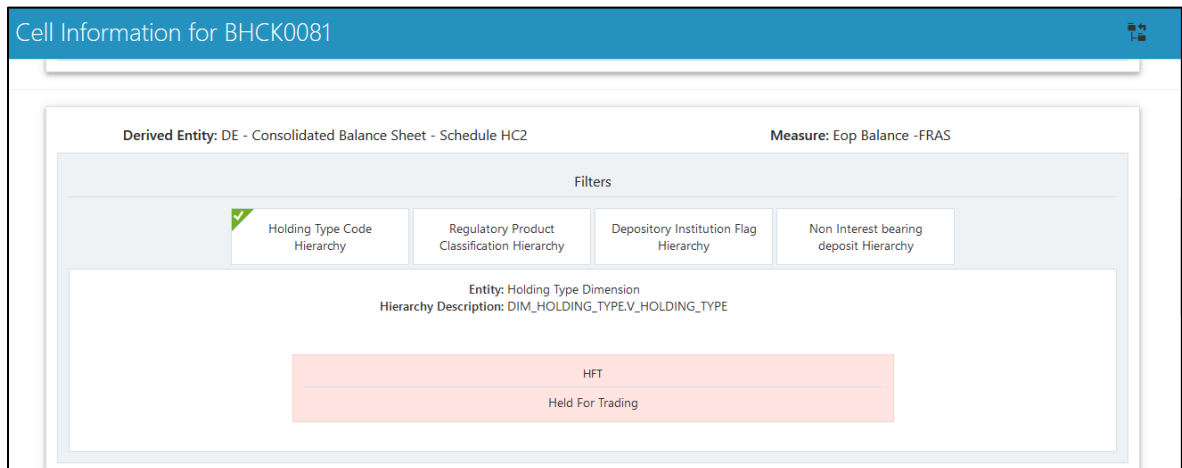 Cell Information for BHCK0081
Derived Entity: DE - Consolidated Balance Sheet - Schedule HC2
Measure: Eop Balance -FRAS
Filters
Holding Type Code
Hierarchy
Regulatory Product
Classification Hierarchy
Depository Institution Flag
Hierarchy
Non Interest bearing
deposit Hierarchy
Entity: Holding Type Dimension
Hierarchy Description: DIM_HOLDING_TYPE.V_HOLDING_TYPE
HFT
Held For Trading